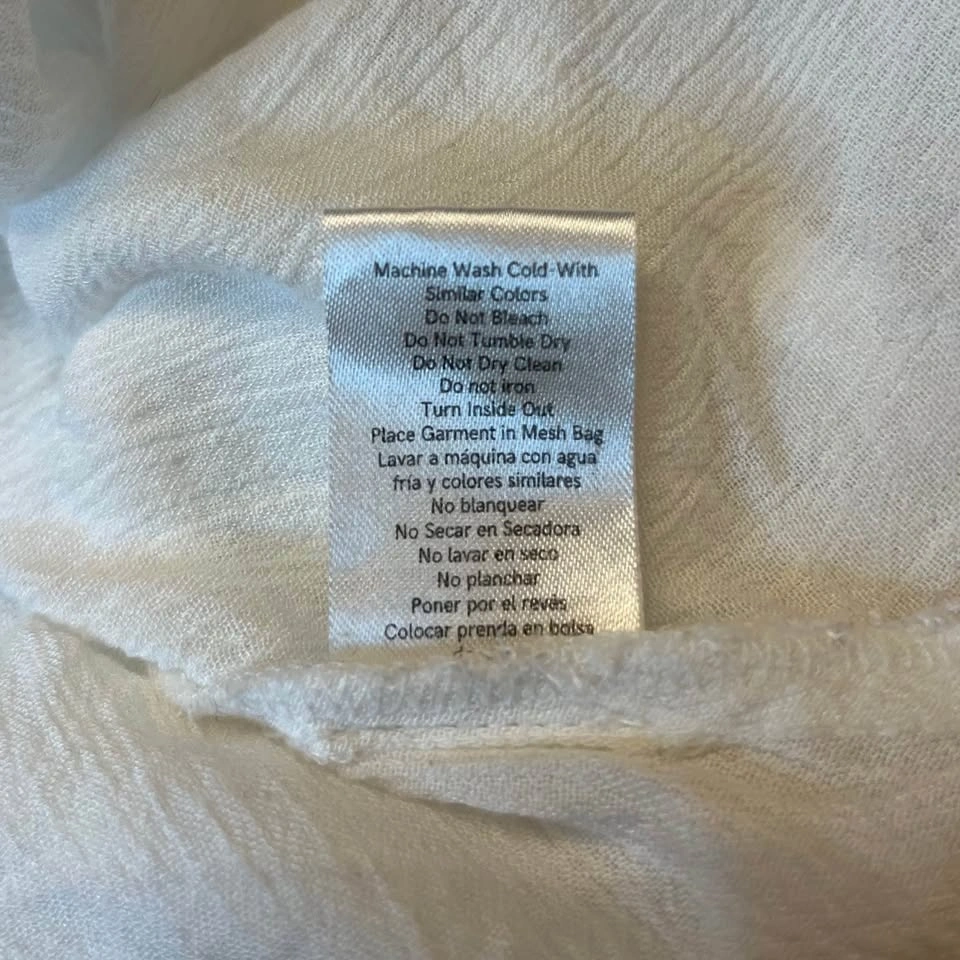 Machine Wash Cold-With
Similar Colors
Do Not Bleach
Do Not Tumble Dry
Do Not Dry Clean
Do not iron
Turn Inside Out
Place Garment in Mesh Bag
Lavar a máquina con agua
fría y colores similares
No blanquear
No Secar en Secadora
No lavar en seco
No planchar
Poner por el revés
Colocar prenda en bolsa